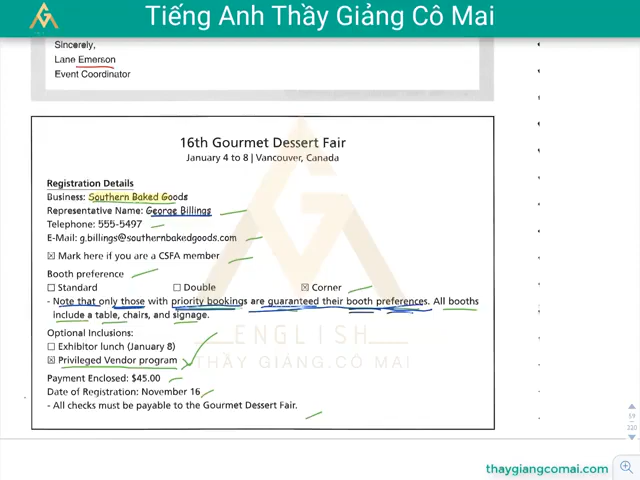 Tiếng Anh Thầy Giảng Cô Mai
Sincerely,
Lane Emerson
Event Coordinator
16th Gourmet Dessert Fair
January 4 to 8 | Vancouver, Canada
Registration Details
Business: Southern Baked Goods
Representative Name: George Billings
Telephone: 555-5497
E-Mail: g.billings@southernbakedgoods.com
☒ Mark here if you are a CSFA member
Booth preference
☐ Standard ☐ Double ☒ Corner
- Note that only those with priority bookings are guaranteed their booth preferences. All booths
include a table, chairs, and signage.
Optional Inclusions:
☐ Exhibitor lunch (January 8)
☒ Privileged Vendor program
Payment Enclosed: $45.00
Date of Registration: November 16
- All checks must be payable to the Gourmet Dessert Fair.
ENGLISH
THẦY GIẢNG.CÔ MAI
59
320
thaygiangcomai.com